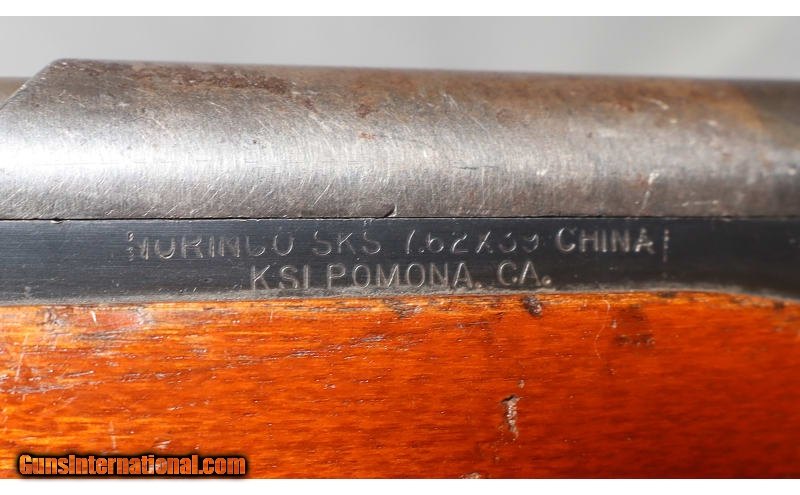 NORINCO SKS 7.62X39 CHINA
KSI POMONA. CA.
GunsInternational.com